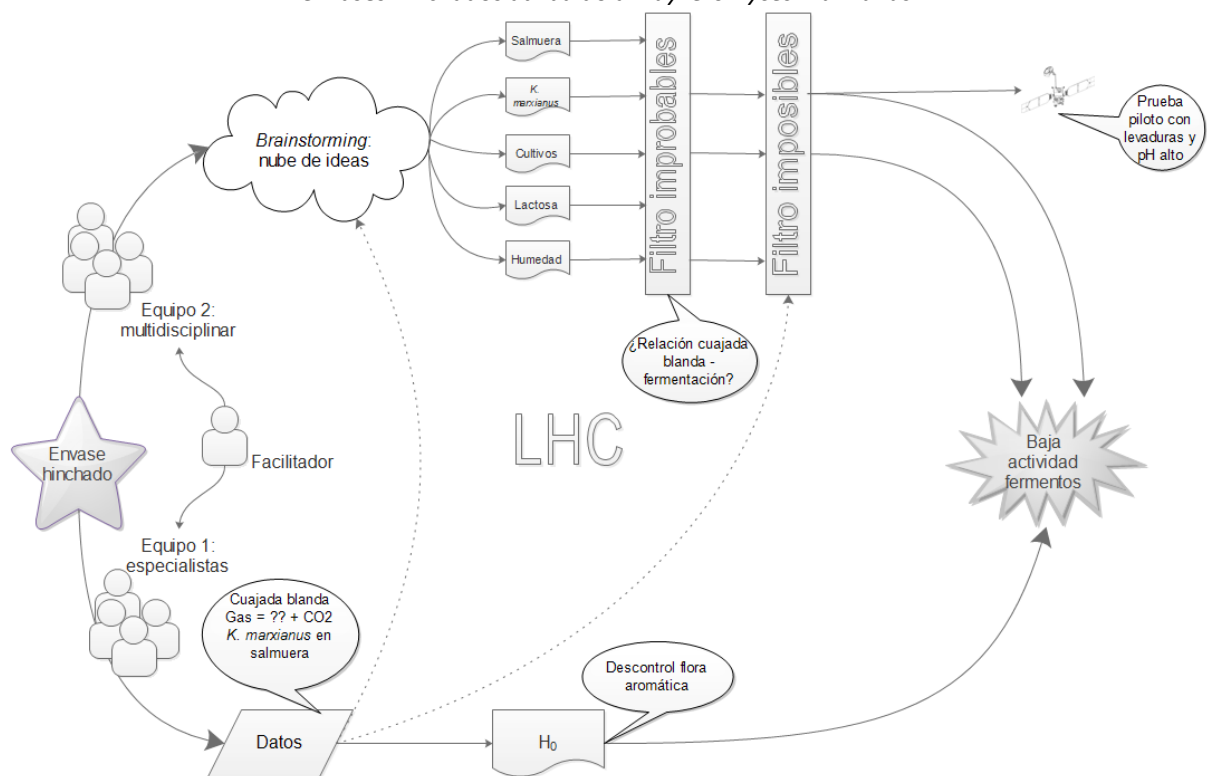 Salmuera
K.
marxianus
Cultivos
Lactosa
Humedad
Brainstorming:
nube de ideas
Filtro improbables
Filtro imposibles
Prueba
piloto con
levaduras y
pH alto
Equipo 2:
multidisciplinar
¿Relación cuajada
blanda -
fermentación?
LHC
Envase
hinchado
Facilitador
Baja
actividad
fermentos
Equipo 1:
especialistas
Cuajada blanda
Gas = ?? + CO2
K. marxianus en
salmuera
Descontrol flora
aromática
Datos
H₀